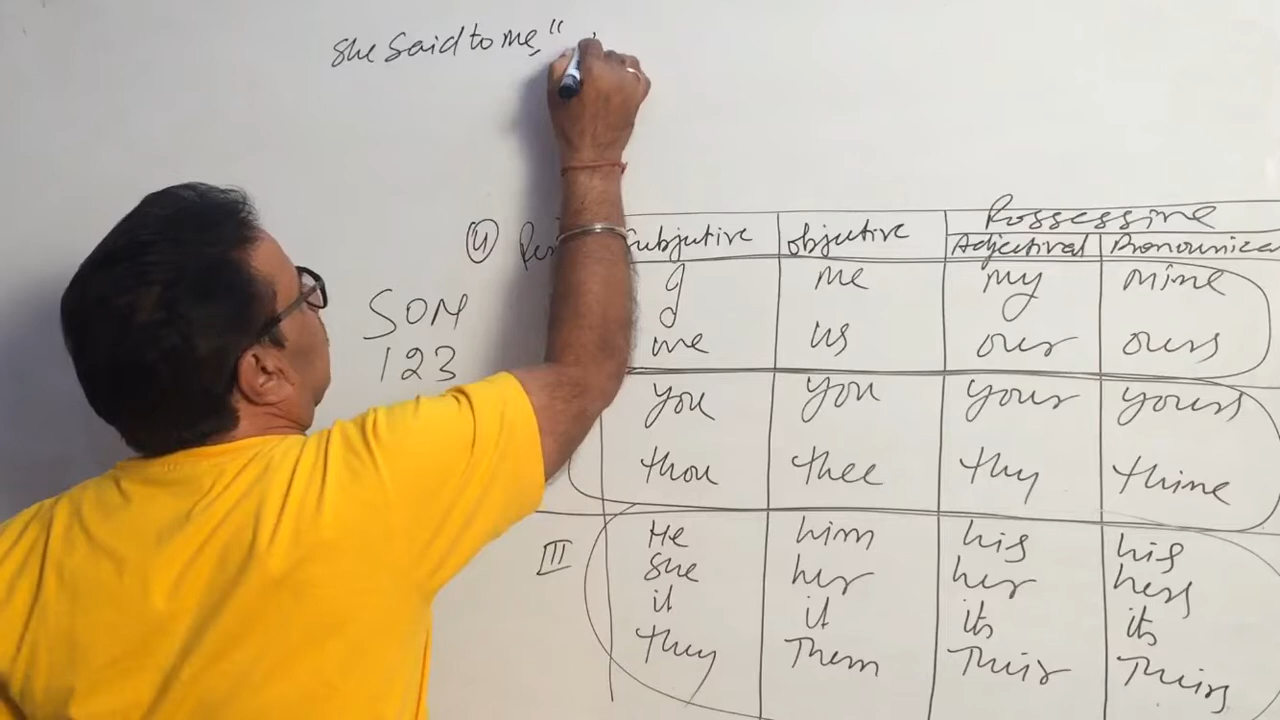 She said to me, "
Possessive
Subjective objective Adjectival
SON
123
I me my mine
we us our ours
you you your yours
thou thee thy thine
III
He him his his
She her her hers
it it its its
they Them Their Theirs